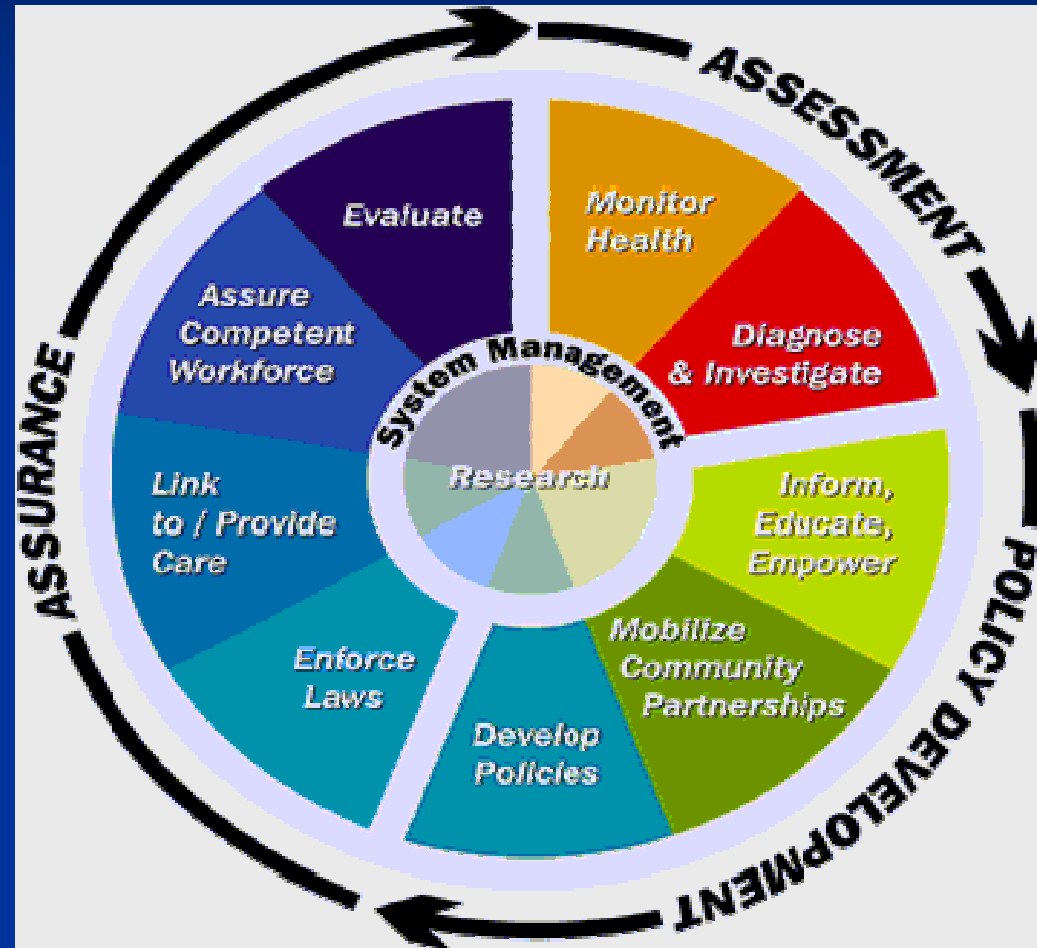 ASSESSMENT
Monitor
Health
Diagnose
& Investigate
POLICY DEVELOPMENT
Inform,
Educate,
Empower
Mobilize
Community
Partnerships
Develop
Policies
ASSURANCE
Enforce
Laws
Link
to / Provide
Care
Assure
Competent
Workforce
Evaluate
System Management
Research